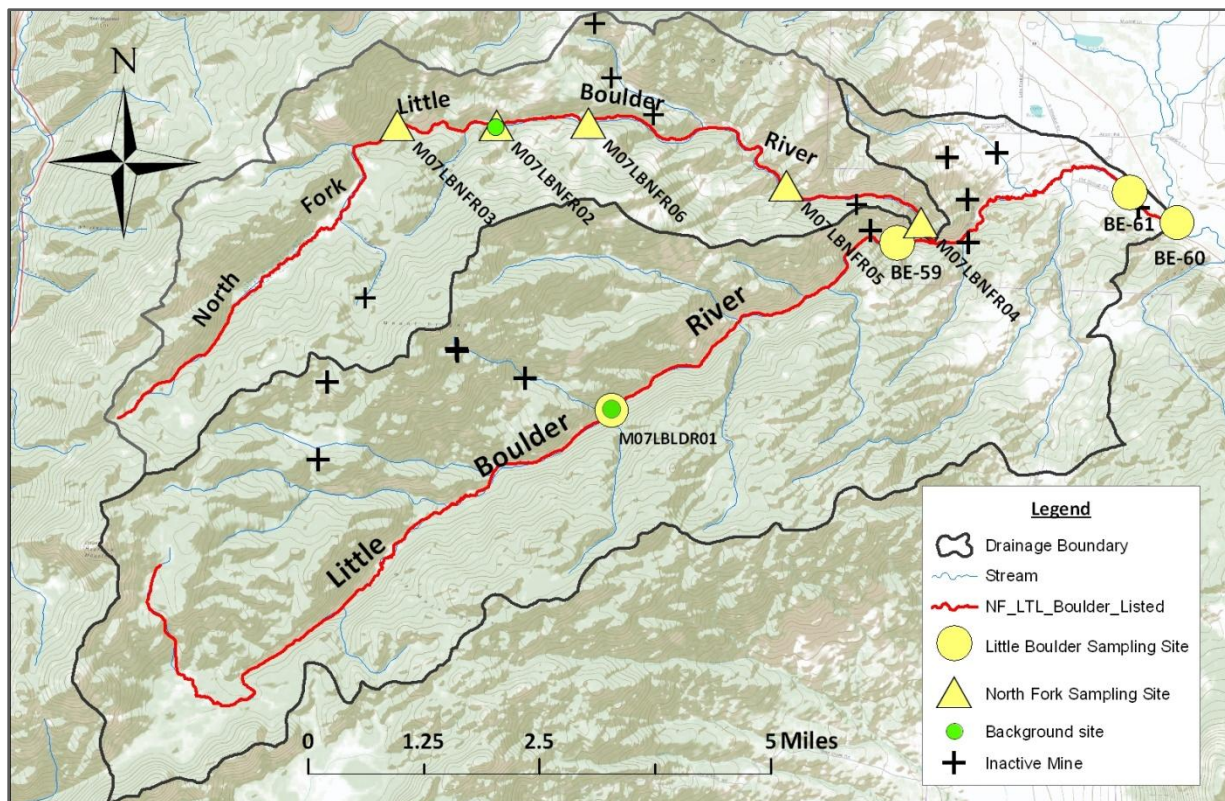 N
Little
Boulder
River
Fork
North
M07LBNFR03
M07LBNFR02
M07LBNFR06
M07LBNFR05
M07LBNFR04
BE-61
BE-60
BE-59
River
Boulder
Little
M07LBLDR01
0 1.25 2.5 5 Miles
Legend
Drainage Boundary
Stream
NF_LTL_Boulder_Listed
Little Boulder Sampling Site
North Fork Sampling Site
Background site
Inactive Mine